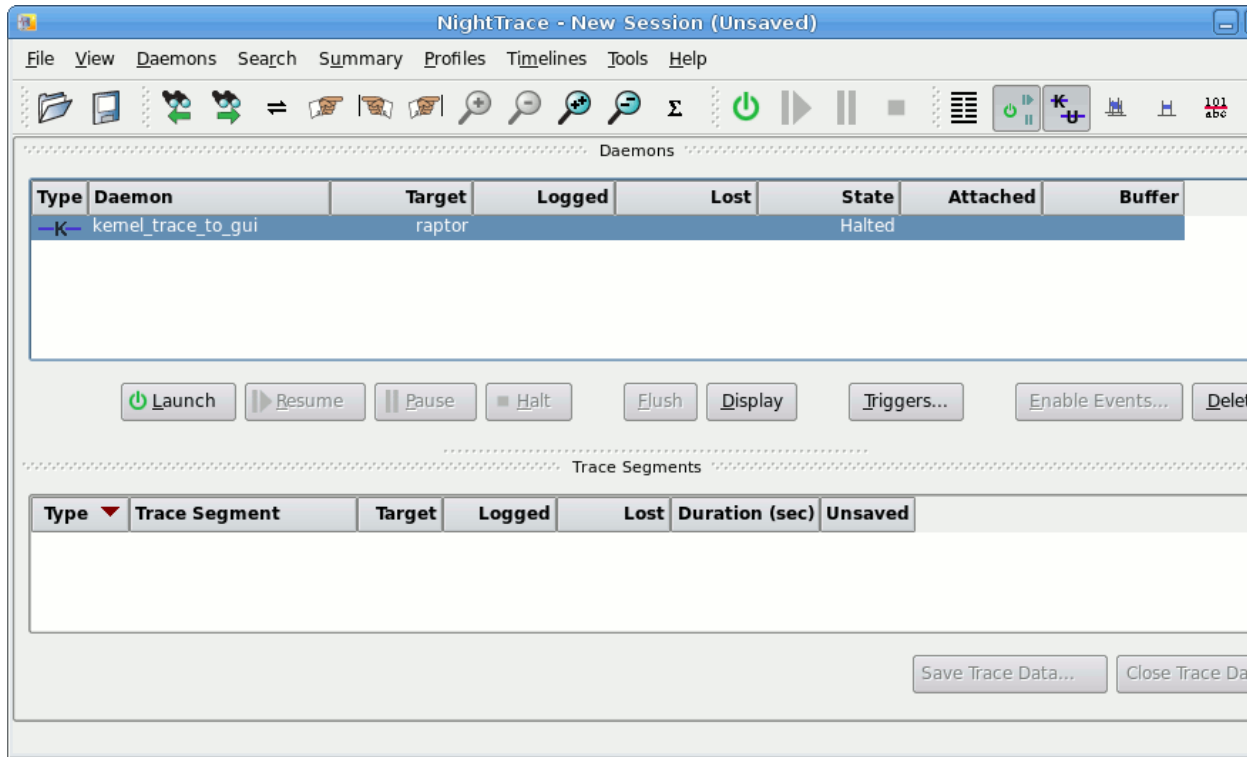 NightTrace - New Session (Unsaved)
File View Daemons Search Summary Profiles Timelines Tools Help
Σ K U 101 abc
Daemons
Type Daemon Target Logged Lost State Attached Buffer
K kernel_trace_to_gui raptor Halted
Launch Resume Pause Halt Flush Display Triggers... Enable Events... Delet
Trace Segments
Type Trace Segment Target Logged Lost Duration (sec) Unsaved
Save Trace Data... Close Trace Da